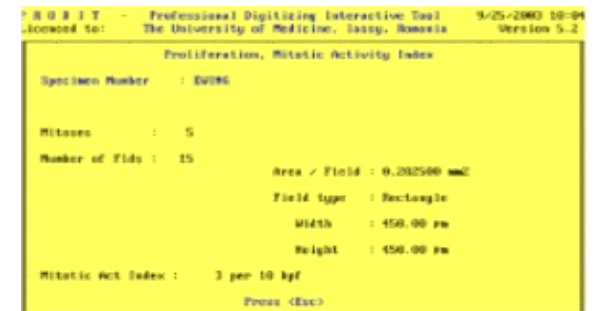 P R O D I T - Professional Digitizing Interactive Tool 9/25/2003 10:04
Licensed to: The University of Medicine, Iassy, Romania Version 5.2
Proliferation, Mitotic Activity Index
Specimen Number : EWING
Mitoses : 5
Number of Flds : 15
Area / Field : 0.202500 mm2
Field type : Rectangle
Width : 450.00 µm
Height : 450.00 µm
Mitotic Act Index : 3 per 10 hpf
Press <Esc>